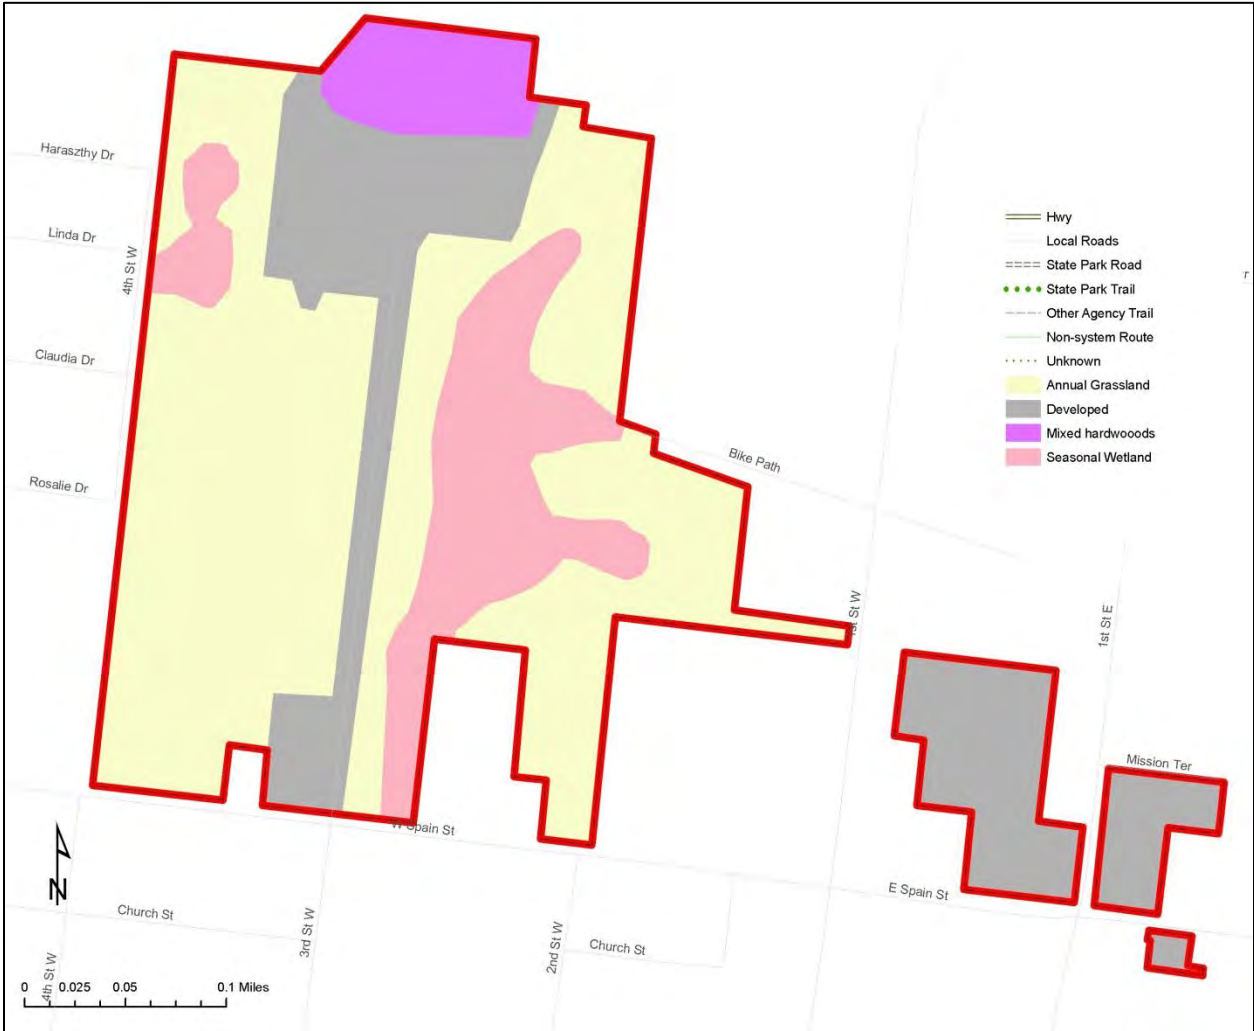 Haraszthy Dr
Linda Dr
4th St W
Claudia Dr
Rosalie Dr
Hwy
Local Roads
State Park Road
State Park Trail
Other Agency Trail
Non-system Route
Unknown
Annual Grassland
Developed
Mixed hardwooods
Seasonal Wetland
T
Bike Path
1st St W
1st St E
Mission Ter
W Spain St
E Spain St
N
Church St
3rd St W
2nd St W
Church St
4th St W
0 0.025 0.05 0.1 Miles